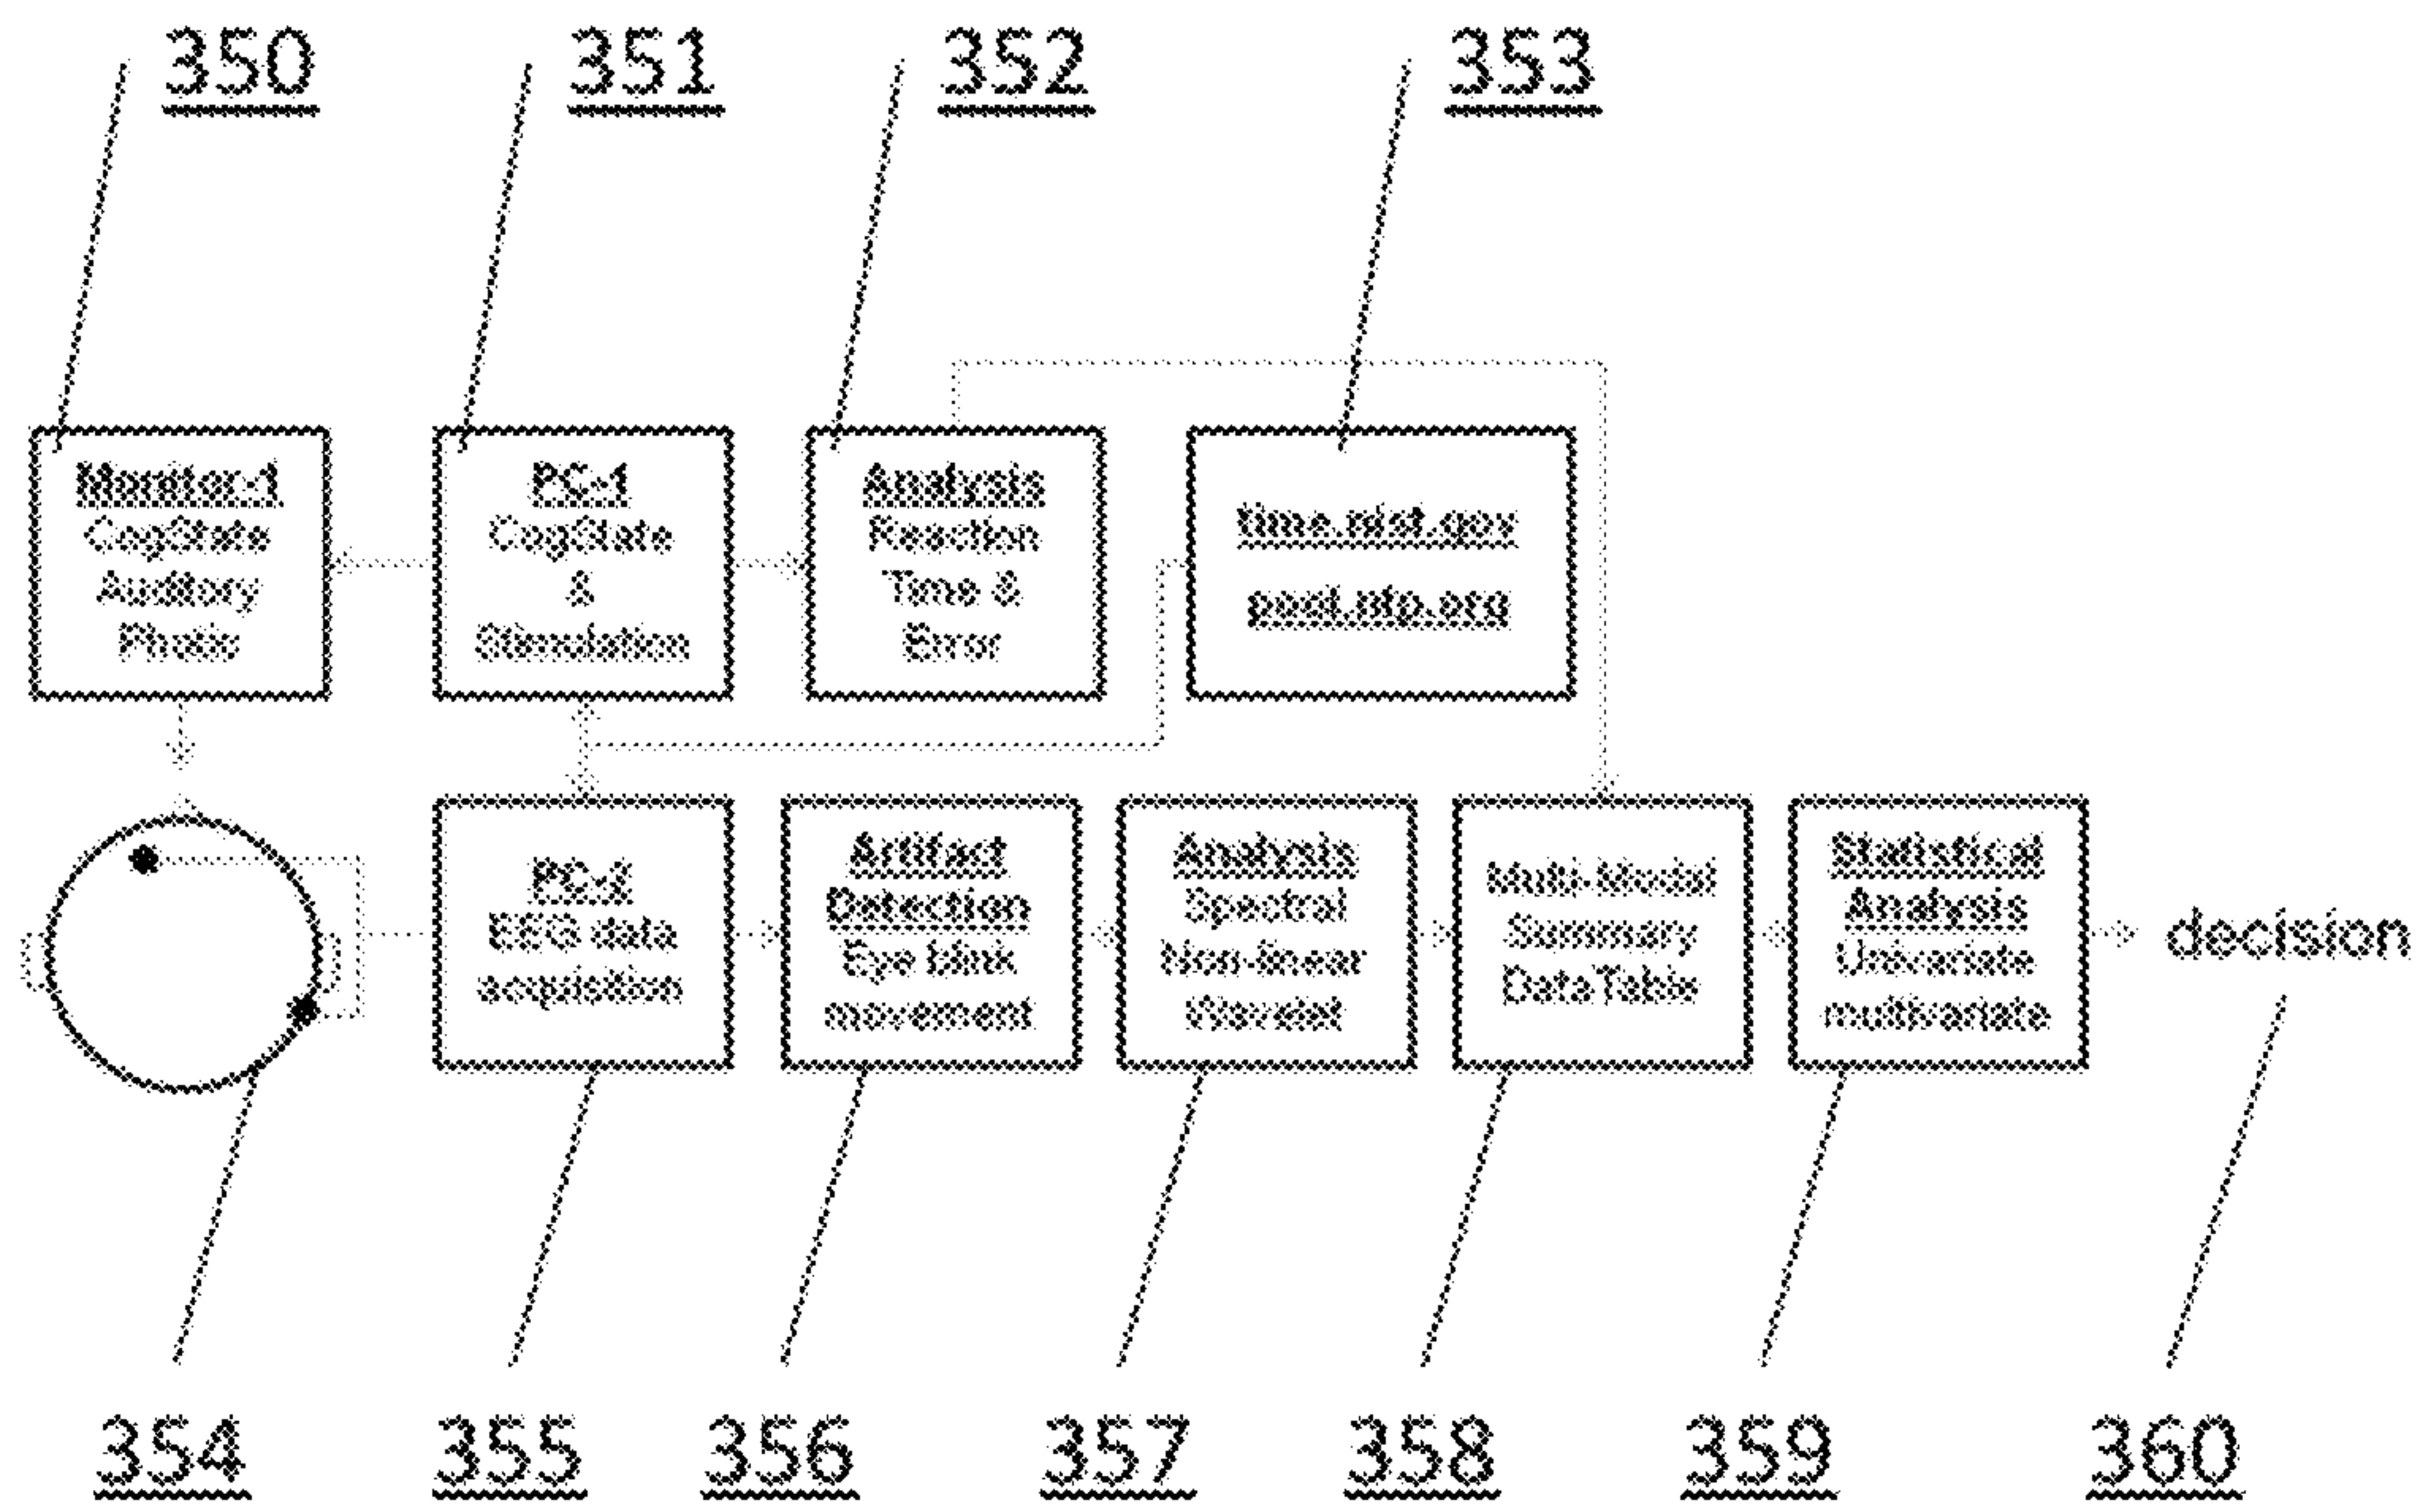 350
351
352
353
Monitor-1
CogState
Auditory
Photic
PC-1
CogState
&
Stimulation
Analysis
Reaction
Time &
Error
time.nist.gov
pool.ntp.org
PC-1
EEG data
acquisition
Artifact
Detection
Eye blink
movement
Analysis
Spectral
Non-linear
Wavelet
Multi-Modal
Summary
DataTable
Statistical
Analysis
Univariate
multivariate
decision
354
355
356
357
358
359
360